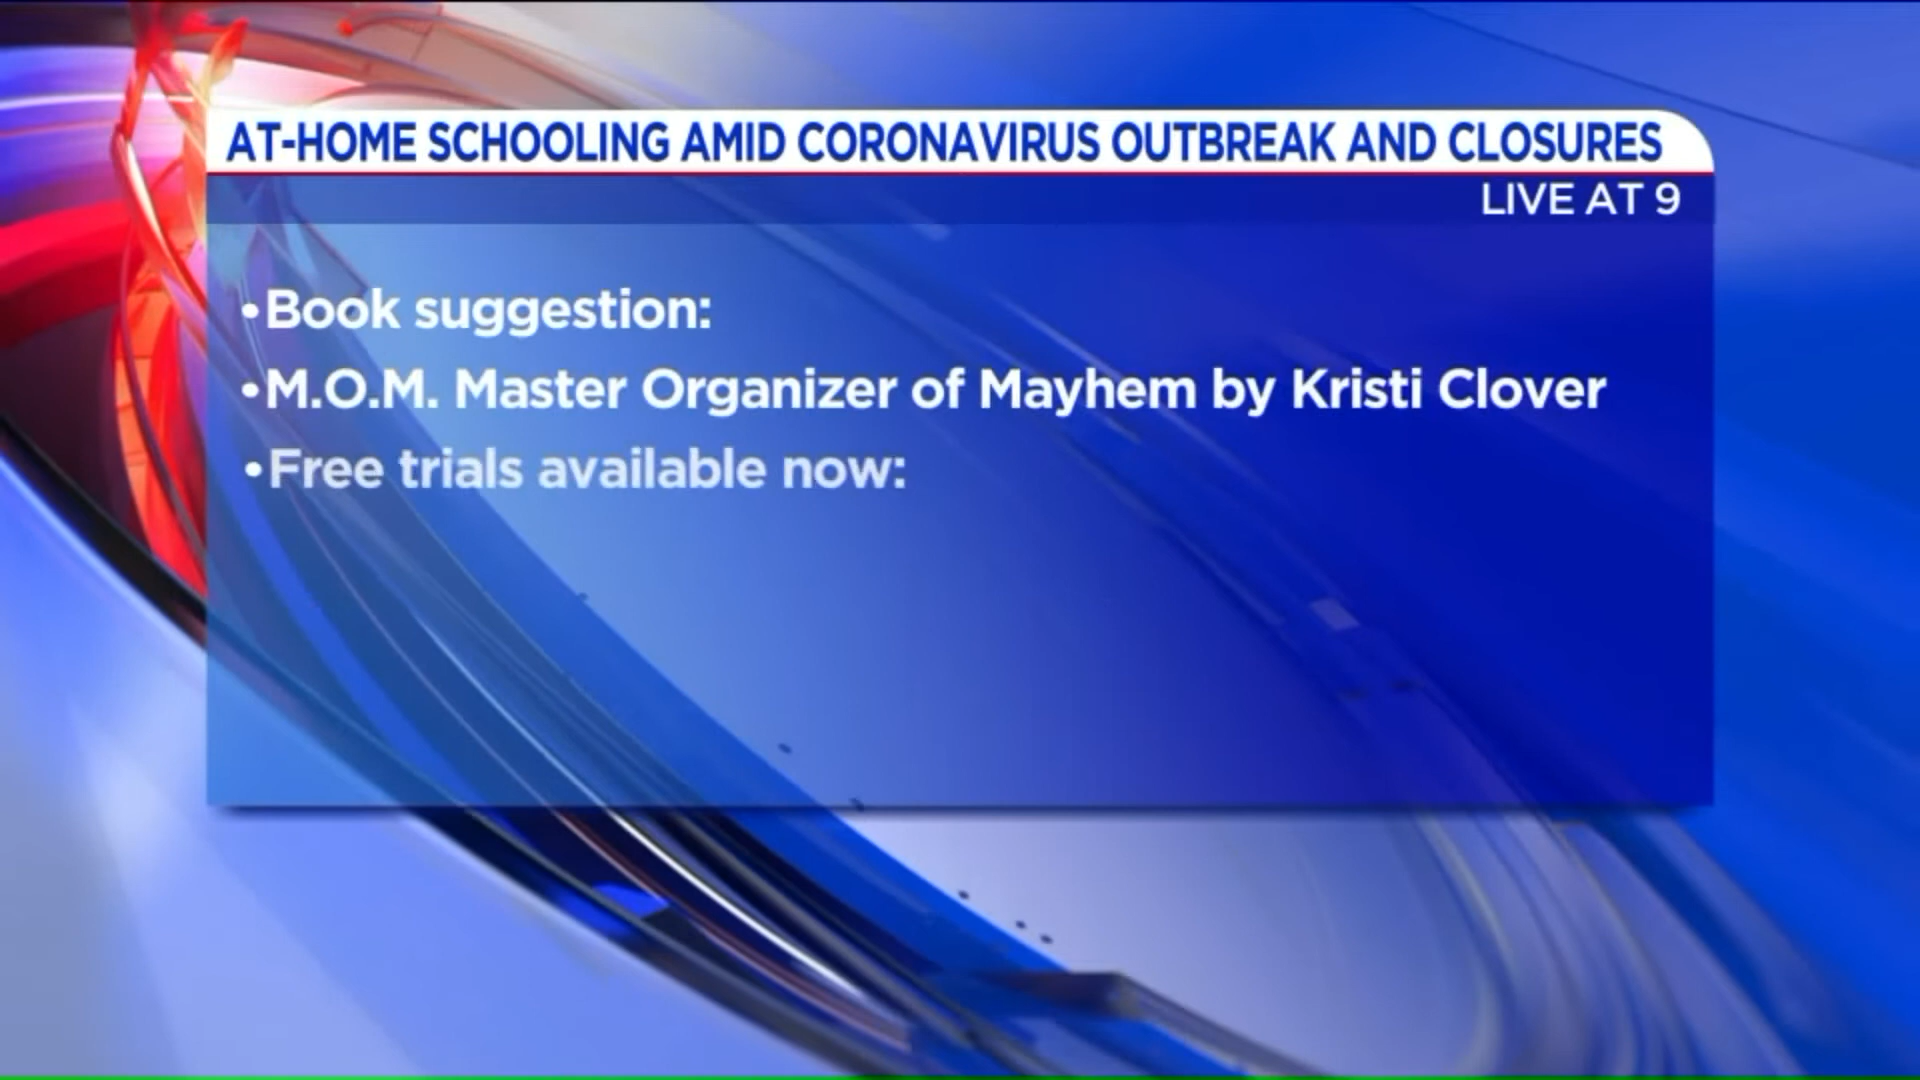 AT-HOME SCHOOLING AMID CORONAVIRUS OUTBREAK AND CLOSURES
LIVE AT 9
•Book suggestion:
•M.O.M. Master Organizer of Mayhem by Kristi Clover
•Free trials available now: